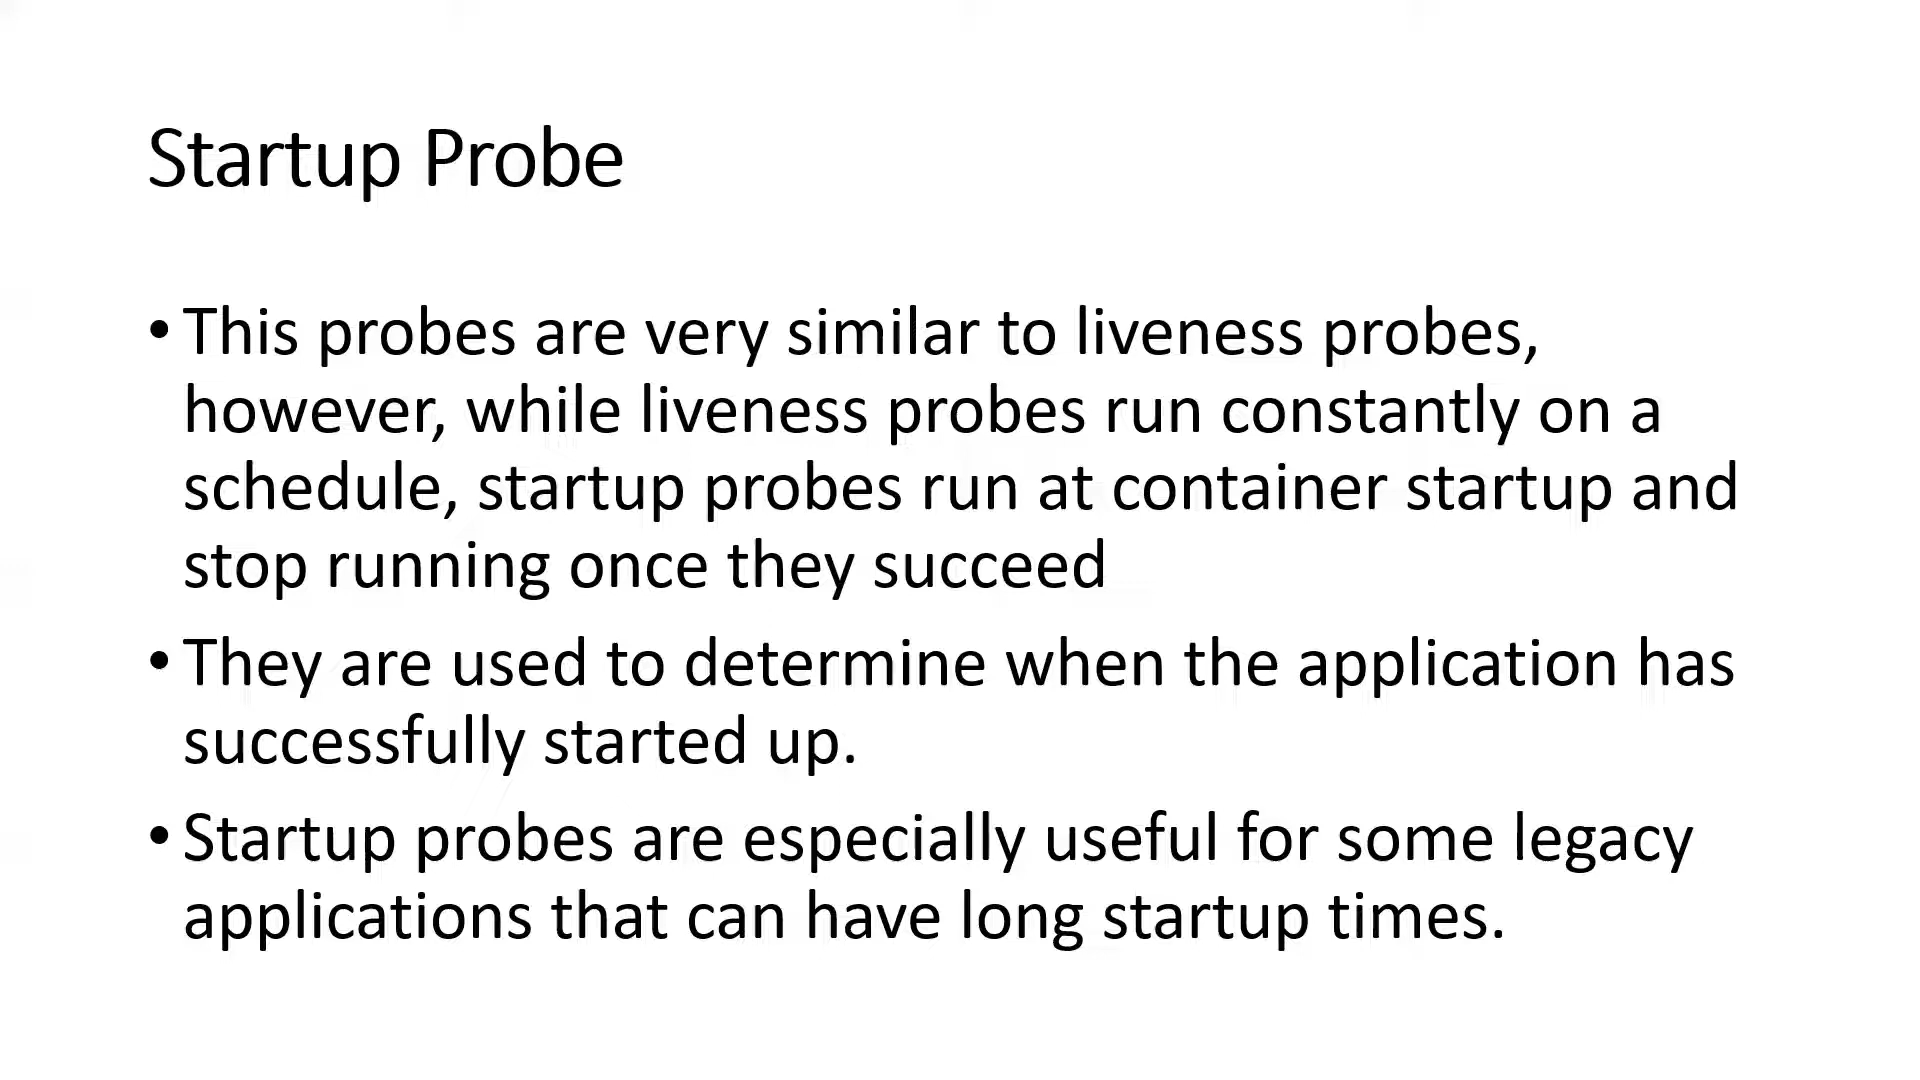 Startup Probe
• This probes are very similar to liveness probes,
however, while liveness probes run constantly on a
schedule, startup probes run at container startup and
stop running once they succeed
• They are used to determine when the application has
successfully started up.
• Startup probes are especially useful for some legacy
applications that can have long startup times.